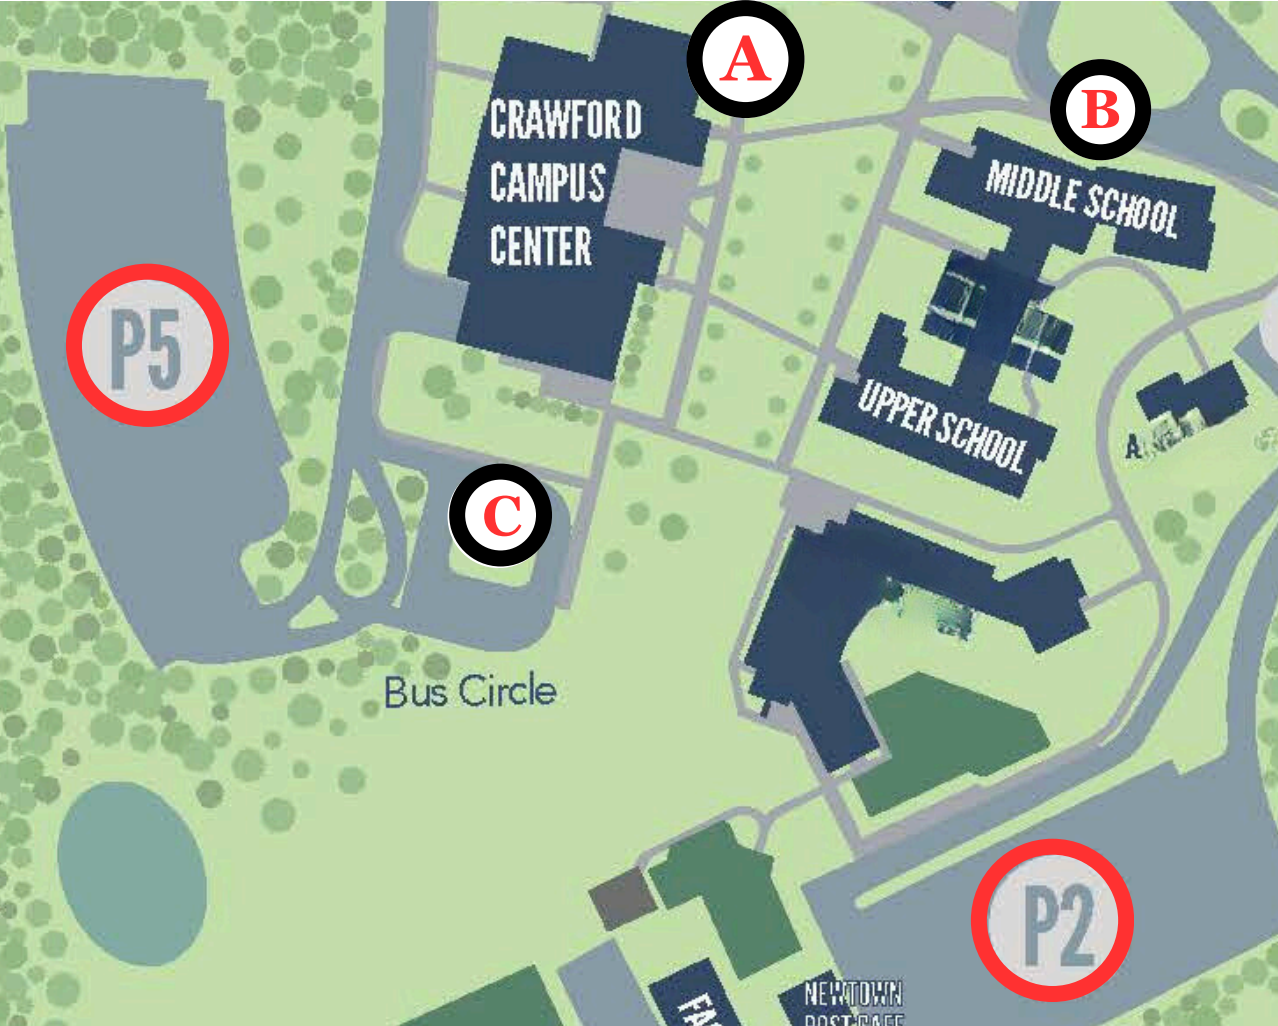 A
B
CRAWFORD
CAMPUS
CENTER
MIDDLE SCHOOL
P5
UPPER SCHOOL
A
C
Bus Circle
P2
NEWTOWN